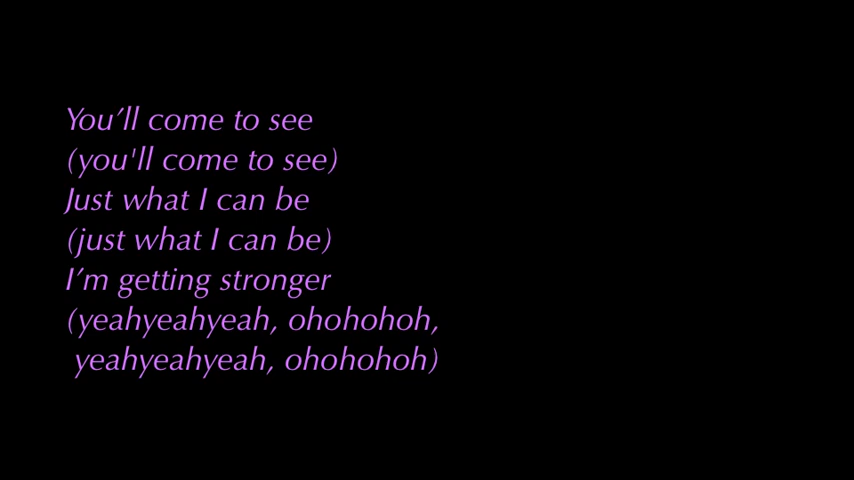 You’ll come to see
(you'll come to see)
Just what I can be
(just what I can be)
I’m getting stronger
(yeahyeahyeah, ohohohoh,
yeahyeahyeah, ohohohoh)